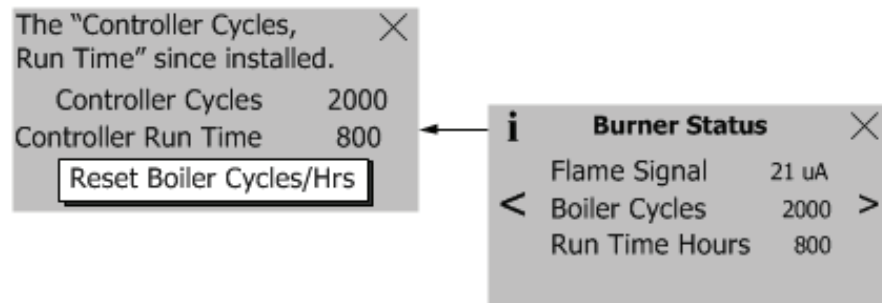 The “Controller Cycles,
Run Time” since installed.
Controller Cycles 2000
Controller Run Time 800
Reset Boiler Cycles/Hrs
i Burner Status
Flame Signal 21 uA
< Boiler Cycles 2000 >
Run Time Hours 800